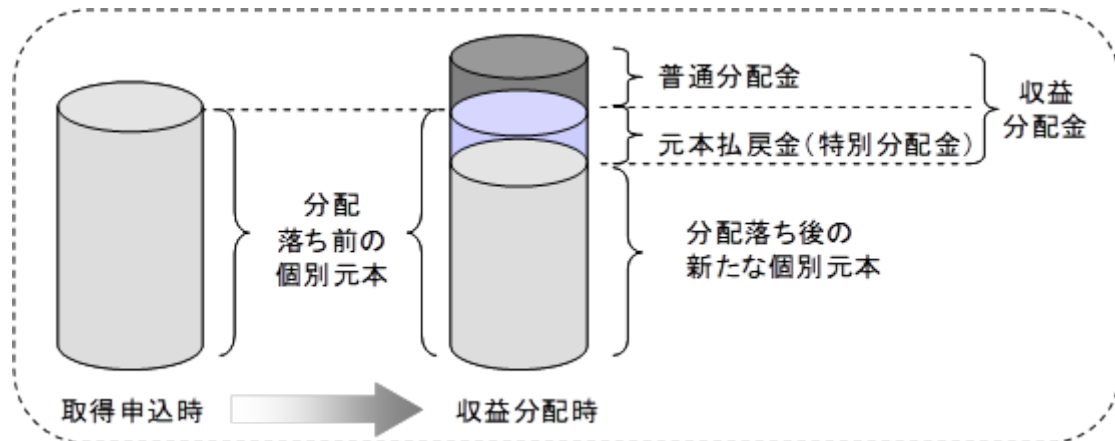 普通分配金
収益
分配金
元本払戻金(特別分配金)
分配
落ち前の
個別元本
分配落ち後の
新たな個別元本
取得申込時
収益分配時